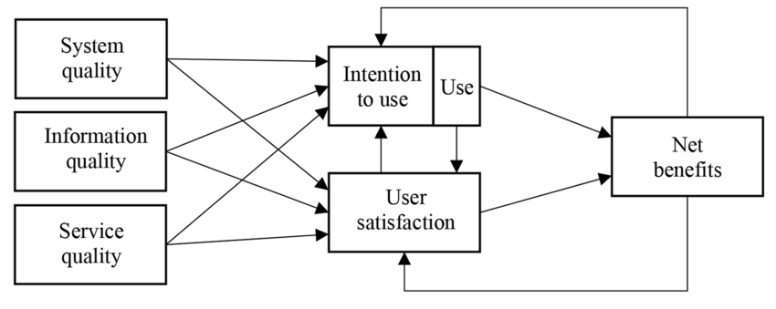 System
quality
Information
quality
Service
quality
Intention
to use
Use
User
satisfaction
Net
benefits